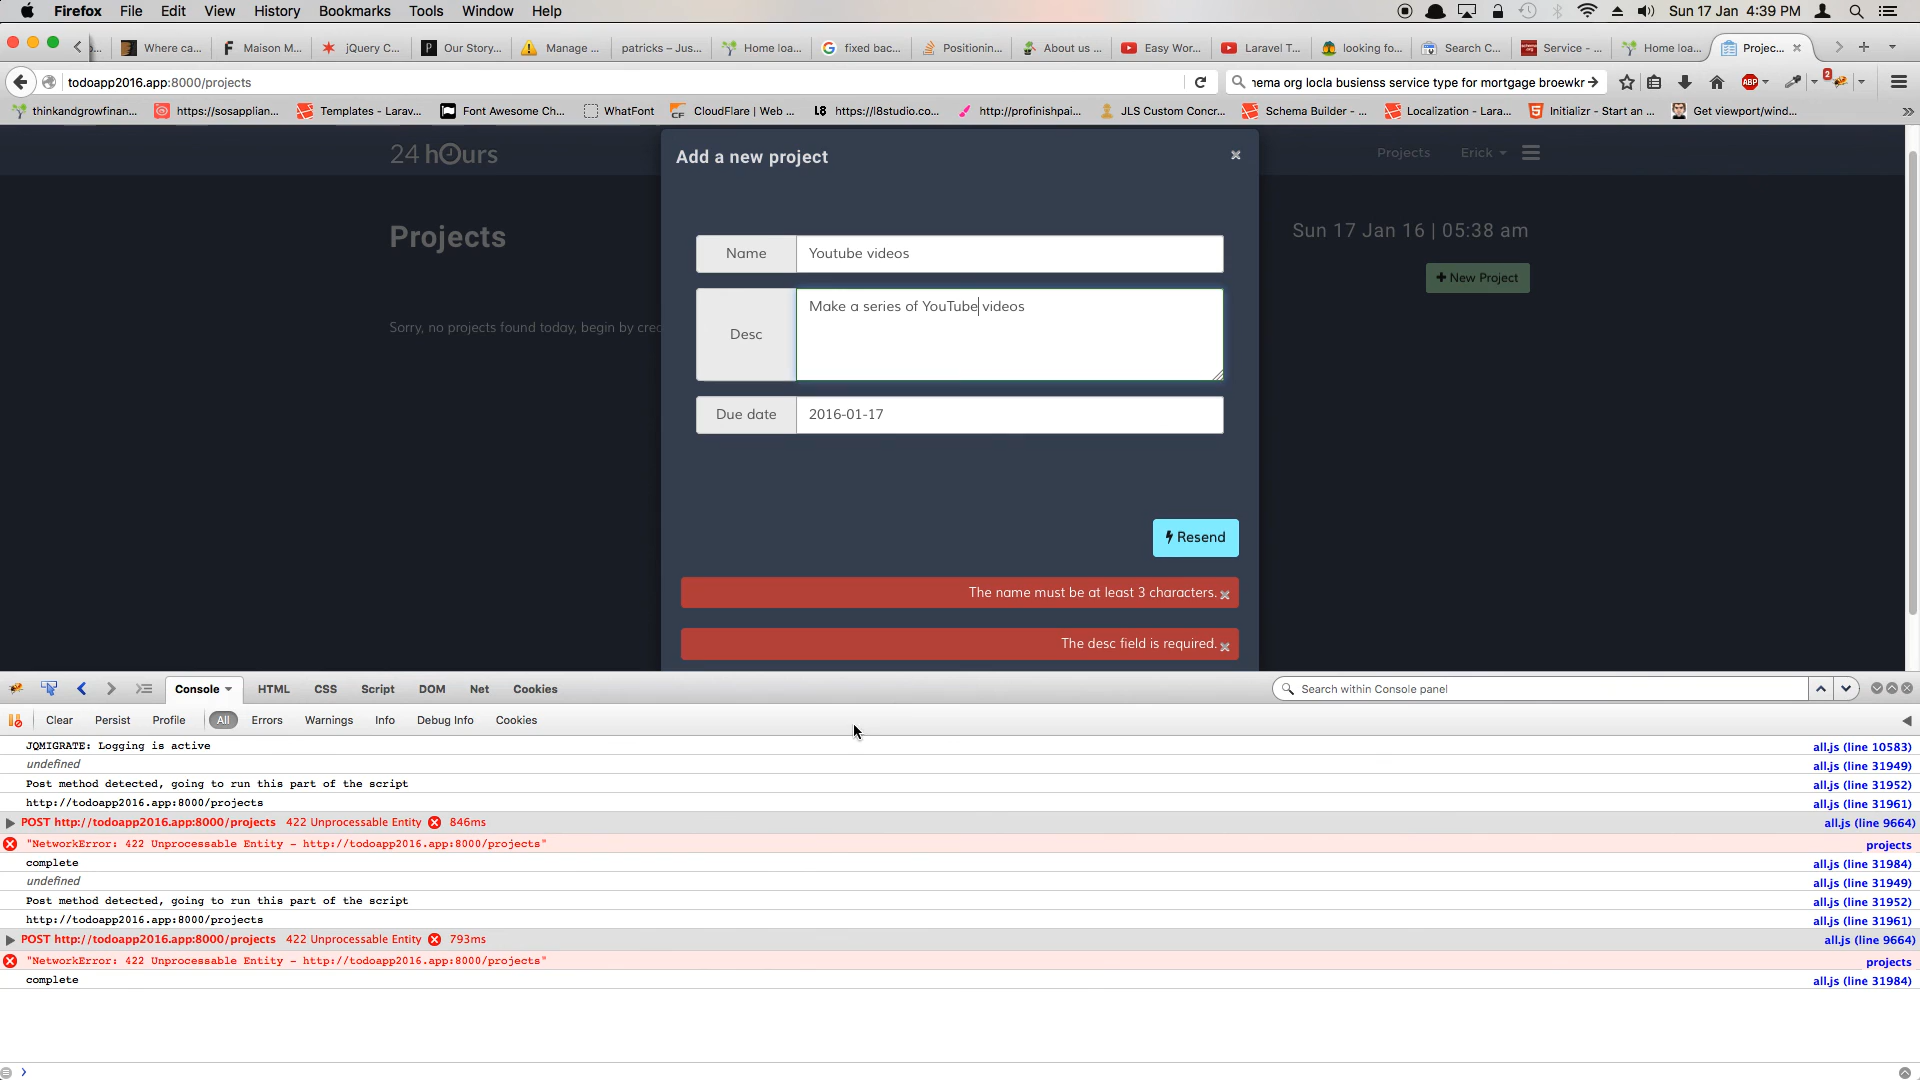 Firefox File Edit View History Bookmarks Tools Window Help Sun 17 Jan 4:39 PM
Where ca... Maison M... jQuery C... Our Story... Manage ... patricks – Jus... Home loa... fixed bac... Positionin... About us ... Easy Wor... Laravel T... looking fo... Search C... Service – ... Home loa... Projec...
todoapp2016.app:8000/projects
hema org locla busienss service type for mortgage broewkr
ABP
2
thinkandgrowfinan... https://sosapplian... Templates - Larav... Font Awesome Ch... WhatFont CloudFlare | Web ... https://l8studio.co... http://profinishpai... JLS Custom Concr... Schema Builder - ... Localization - Lara... Initializr - Start an ... Get viewport/wind...
24 hOurs
Add a new project
Projects Erick
Projects
Sun 17 Jan 16 | 05:38 am
New Project
Sorry, no projects found today, begin by crea
Name Youtube videos
Desc Make a series of YouTube videos
Due date 2016-01-17
Resend
The name must be at least 3 characters.
The desc field is required.
Console HTML CSS Script DOM Net Cookies Search within Console panel
Clear Persist Profile All Errors Warnings Info Debug Info Cookies
JQMIGRATE: Logging is active all.js (line 10583)
undefined all.js (line 31949)
Post method detected, going to run this part of the script all.js (line 31952)
http://todoapp2016.app:8000/projects all.js (line 31961)
POST http://todoapp2016.app:8000/projects 422 Unprocessable Entity 846ms all.js (line 9664)
"NetworkError: 422 Unprocessable Entity - http://todoapp2016.app:8000/projects" projects
complete all.js (line 31984)
undefined all.js (line 31949)
Post method detected, going to run this part of the script all.js (line 31952)
http://todoapp2016.app:8000/projects all.js (line 31961)
POST http://todoapp2016.app:8000/projects 422 Unprocessable Entity 793ms all.js (line 9664)
"NetworkError: 422 Unprocessable Entity - http://todoapp2016.app:8000/projects" projects
complete all.js (line 31984)